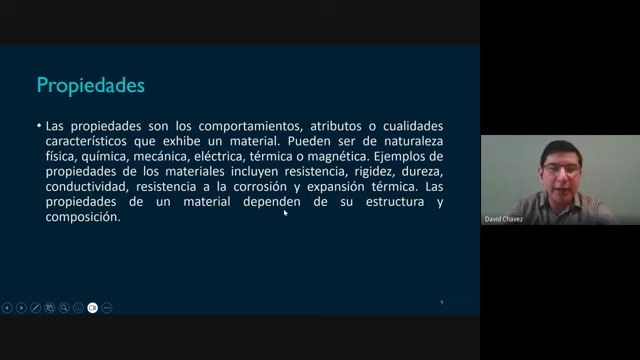 Propiedades
• Las propiedades son los comportamientos, atributos o cualidades
característicos que exhibe un material. Pueden ser de naturaleza
física, química, mecánica, eléctrica, térmica o magnética. Ejemplos de
propiedades de los materiales incluyen resistencia, rigidez, dureza,
conductividad, resistencia a la corrosión y expansión térmica. Las
propiedades de un material dependen de su estructura y
composición.
9
David Chavez